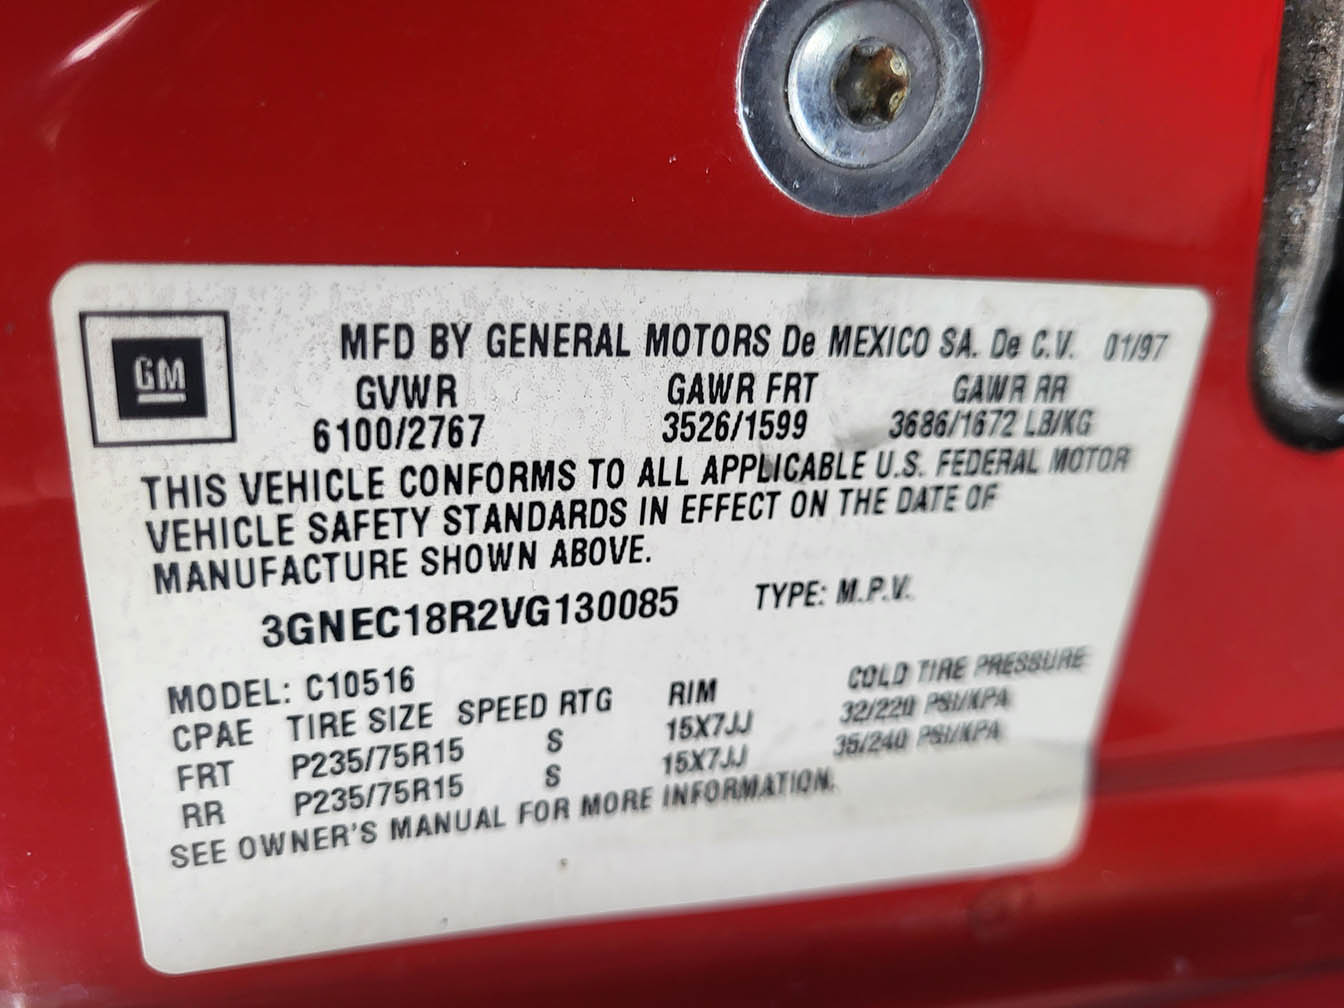 GM
MFD BY GENERAL MOTORS De MEXICO SA. De C.V. 01/97
GVWR GAWR FRT GAWR RR
6100/2767 3526/1599 3686/1672 LB/KG
THIS VEHICLE CONFORMS TO ALL APPLICABLE U.S. FEDERAL MOTOR
VEHICLE SAFETY STANDARDS IN EFFECT ON THE DATE OF
MANUFACTURE SHOWN ABOVE.
3GNEC18R2VG130085 TYPE: M.P.V.
MODEL: C10516
CPAE TIRE SIZE SPEED RTG RIM COLD TIRE PRESSURE
FRT P235/75R15 S 15X7JJ 32/220 PSI/KPA
RR P235/75R15 S 15X7JJ 35/240 PSI/KPA
SEE OWNER'S MANUAL FOR MORE INFORMATION.